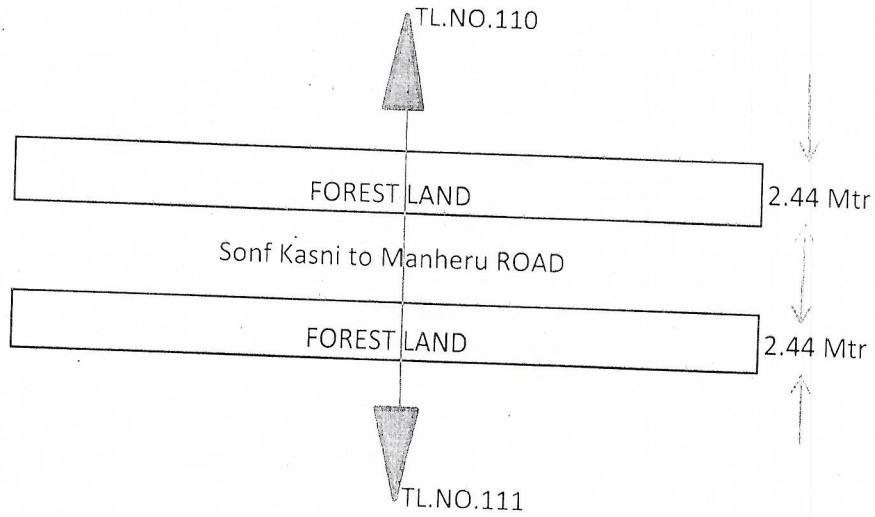 TL.NO.110
FOREST LAND
2.44 Mtr
Sonf Kasni to Manheru ROAD
FOREST LAND
2.44 Mtr
TL.NO.111